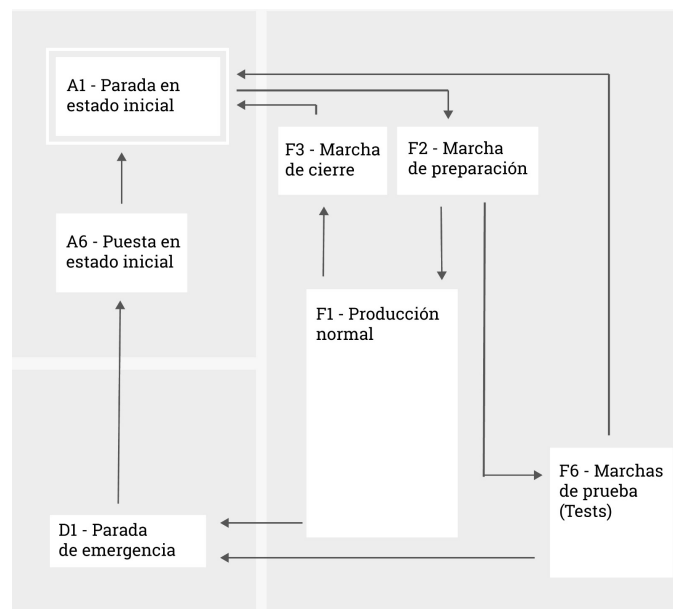 A1 - Parada en
estado inicial
F3 - Marcha
de cierre
F2 - Marcha
de preparación
A6 - Puesta en
estado inicial
F1 - Producción
normal
F6 - Marchas
de prueba
(Tests)
D1 - Parada
de emergencia